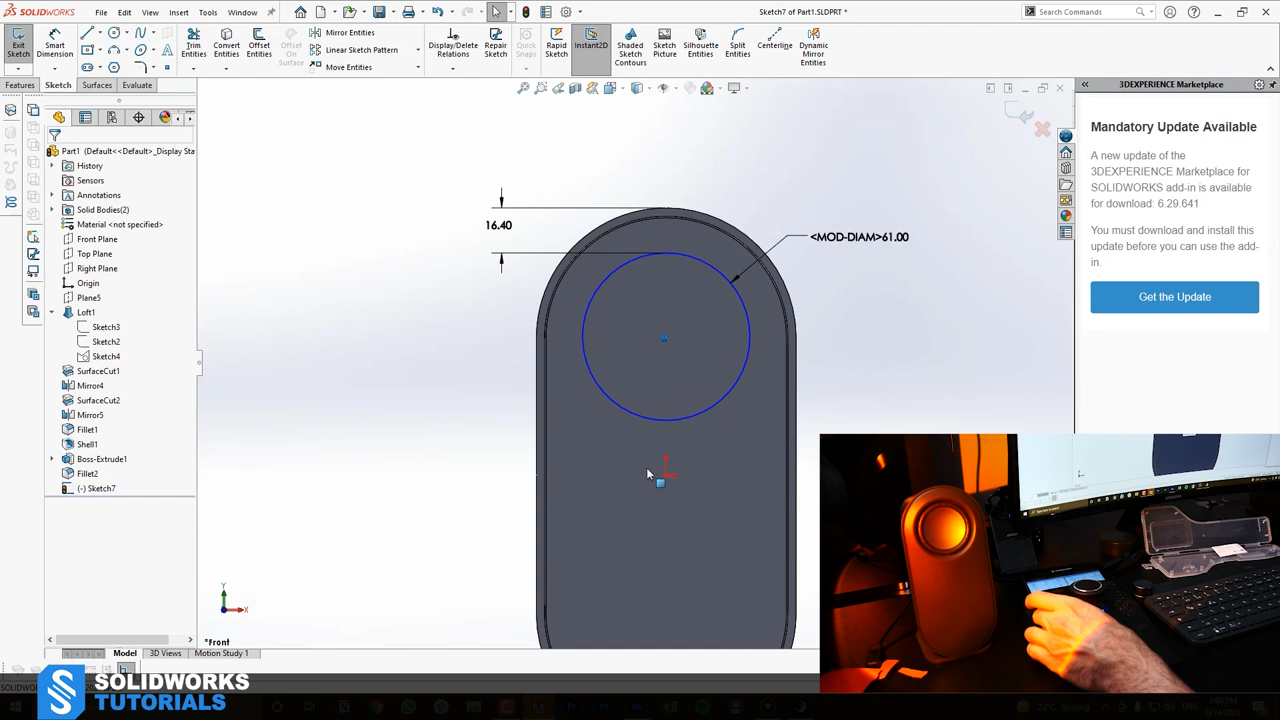 SOLIDWORKS
File
Edit
View
Insert
Tools
Window
Sketch7 of Part1.SLDPRT *
Search Commands
Exit Sketch
Smart Dimension
Trim Entities
Convert Entities
Offset Entities
Offset On Surface
Mirror Entities
Linear Sketch Pattern
Move Entities
Display/Delete Relations
Repair Sketch
Quick Snaps
Rapid Sketch
Instant2D
Shaded Sketch Contours
Sketch Picture
Silhouette Entities
Split Entities
Centerline
Dynamic Mirror Entities
Features
Sketch
Surfaces
Evaluate
3DEXPERIENCE Marketplace
Part1 (Default<<Default>_Display Sta
History
Sensors
Annotations
Solid Bodies(2)
Material <not specified>
Front Plane
Top Plane
Right Plane
Origin
Plane5
Loft1
Sketch3
Sketch2
Sketch4
SurfaceCut1
Mirror4
SurfaceCut2
Mirror5
Fillet1
Shell1
Boss-Extrude1
Fillet2
(-) Sketch7
16.40
<MOD-DIAM>61.00
Y
X
*Front
Mandatory Update Available
A new update of the
3DEXPERIENCE Marketplace for
SOLIDWORKS add-in is available
for download: 6.29.641
You must download and install this
update before you can use the add-
in.
Get the Update
Model
3D Views
Motion Study 1
SOLIDWORKS
TUTORIALS